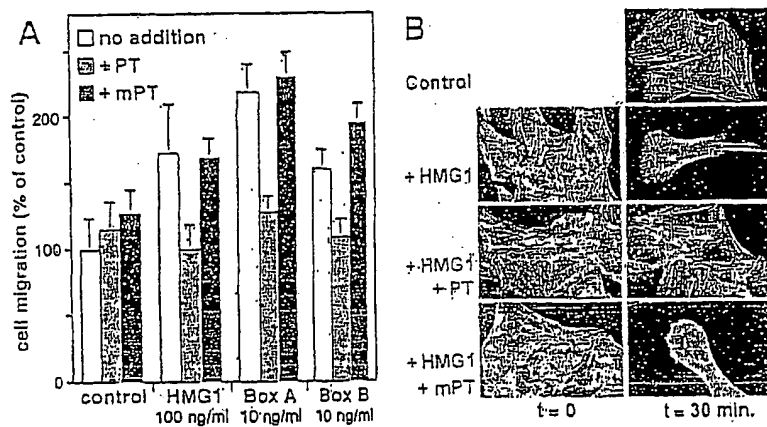 A
no addition
+ PT
+ mPT
cell migration (% of control)
200
100
0
control
HMG1
100 ng/ml
Box A
10 ng/ml
Box B
10 ng/ml
B
Control
+ HMG1
+ HMG1
+ PT
+ HMG1
+ mPT
t = 0
t = 30 min.